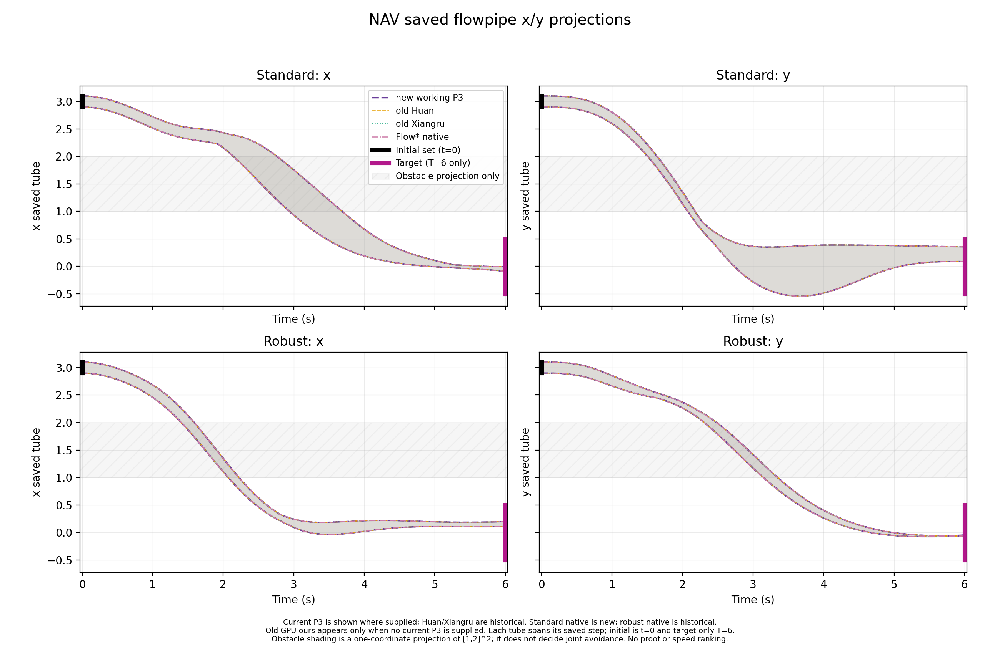 NAV saved flowpipe x/y projections
Standard: x
x saved tube
3.0
2.5
2.0
1.5
1.0
0.5
0.0
−0.5
new working P3
old Huan
old Xiangru
Flow* native
Initial set (t=0)
Target (T=6 only)
Obstacle projection only
Time (s)
Standard: y
y saved tube
Time (s)
Robust: x
x saved tube
3.0
2.5
2.0
1.5
1.0
0.5
0.0
−0.5
0 1 2 3 4 5 6
Time (s)
Robust: y
y saved tube
0 1 2 3 4 5 6
Time (s)
Current P3 is shown where supplied; Huan/Xiangru are historical. Standard native is new; robust native is historical.
Old GPU ours appears only when no current P3 is supplied. Each tube spans its saved step; initial is t=0 and target only T=6.
Obstacle shading is a one-coordinate projection of [1,2]^2; it does not decide joint avoidance. No proof or speed ranking.